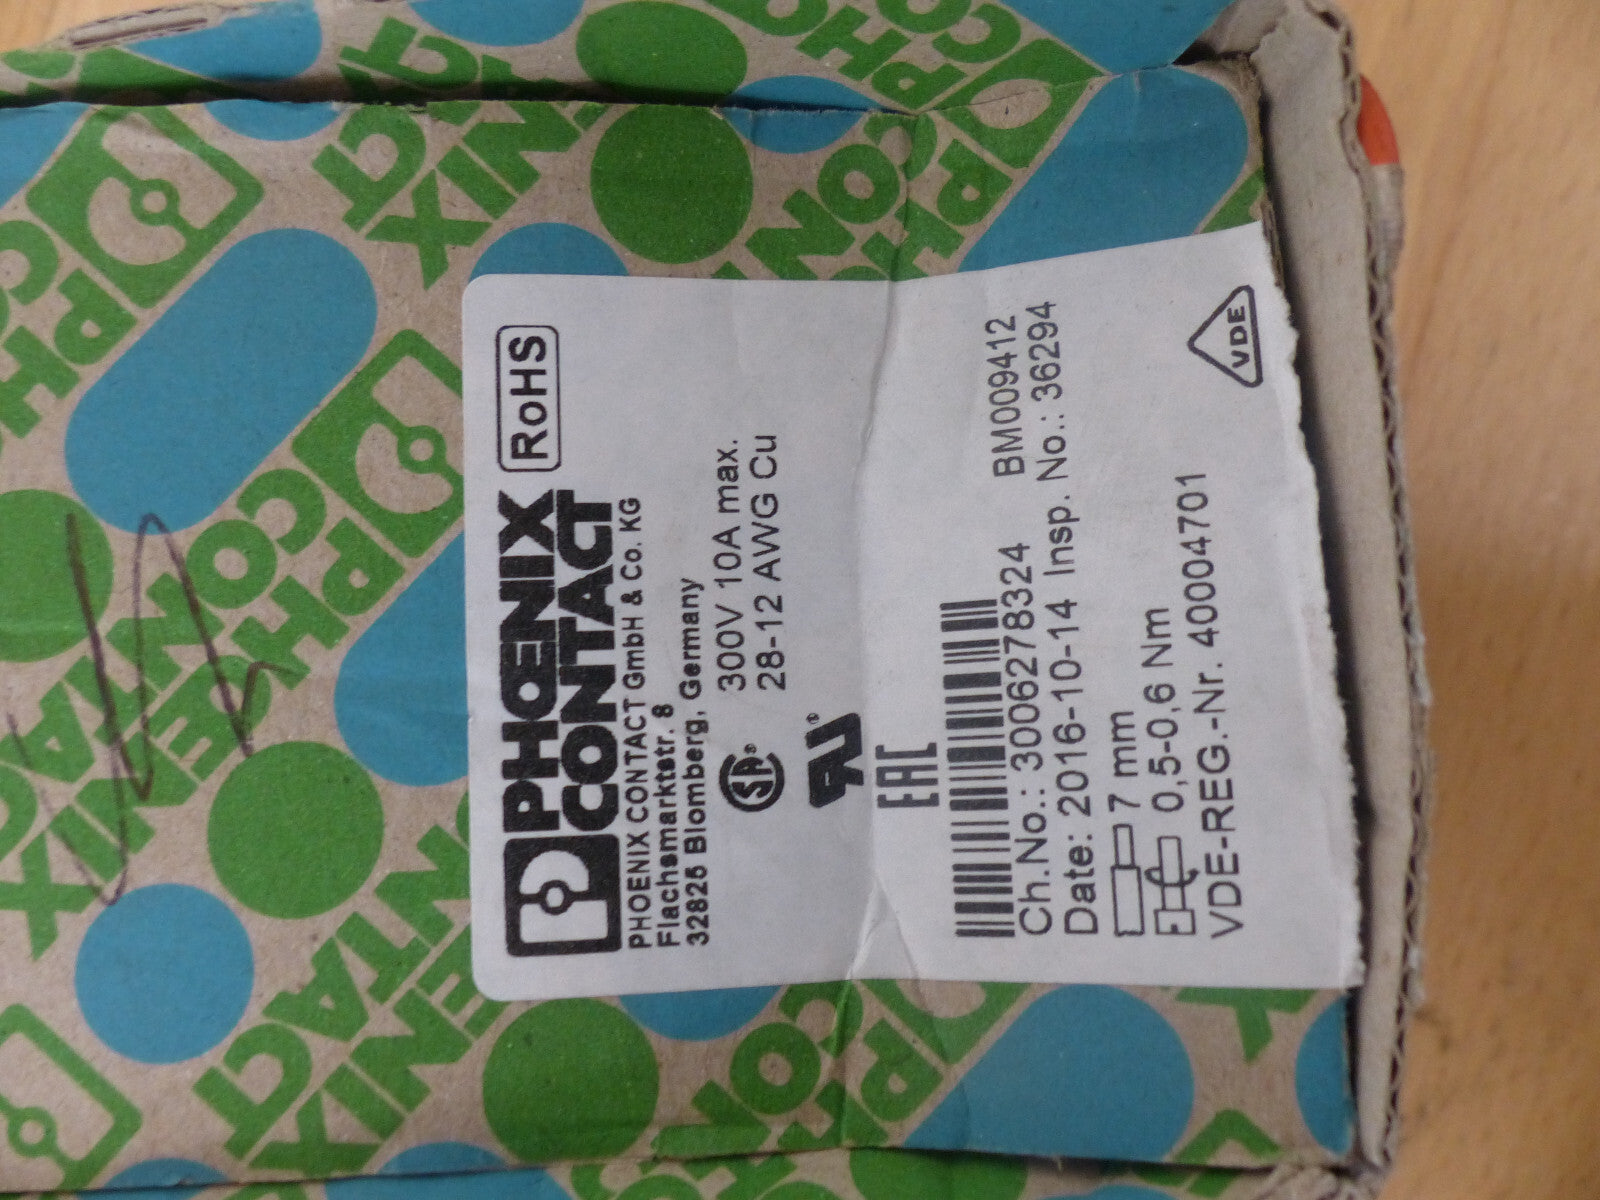 PHOENIX
CONTACT
RoHS
PHOENIX CONTACT GmbH & Co. KG
Flachsmarktstr. 8
32825 Blomberg, Germany
300V 10A max.
28-12 AWG Cu
EAC
Ch.No.: 3006278324 BM009412
Date: 2016-10-14 Insp. No.: 36294
7 mm
0,5-0,6 Nm
VDE-REG.-Nr. 40004701
VDE